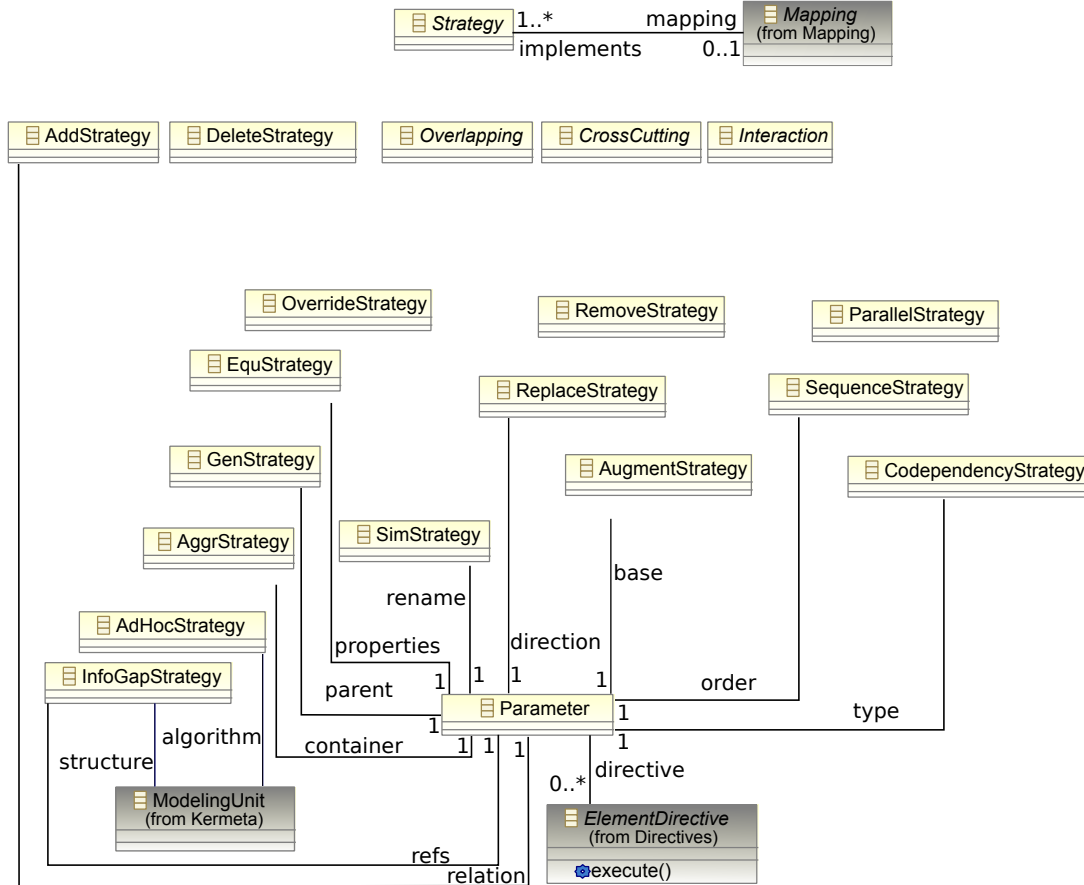 Strategy
1..*
mapping
implements
0..1
Mapping
(from Mapping)
AddStrategy
DeleteStrategy
Overlapping
CrossCutting
Interaction
OverrideStrategy
RemoveStrategy
ParallelStrategy
EquStrategy
ReplaceStrategy
SequenceStrategy
GenStrategy
AugmentStrategy
CodependencyStrategy
AggrStrategy
SimStrategy
base
rename
AdHocStrategy
properties
direction
InfoGapStrategy
1
1
1
1
parent
order
Parameter
1
1
type
algorithm
container
1
1
1
1
structure
directive
0..*
ModelingUnit
(from Kermeta)
ElementDirective
(from Directives)
refs
execute()
relation